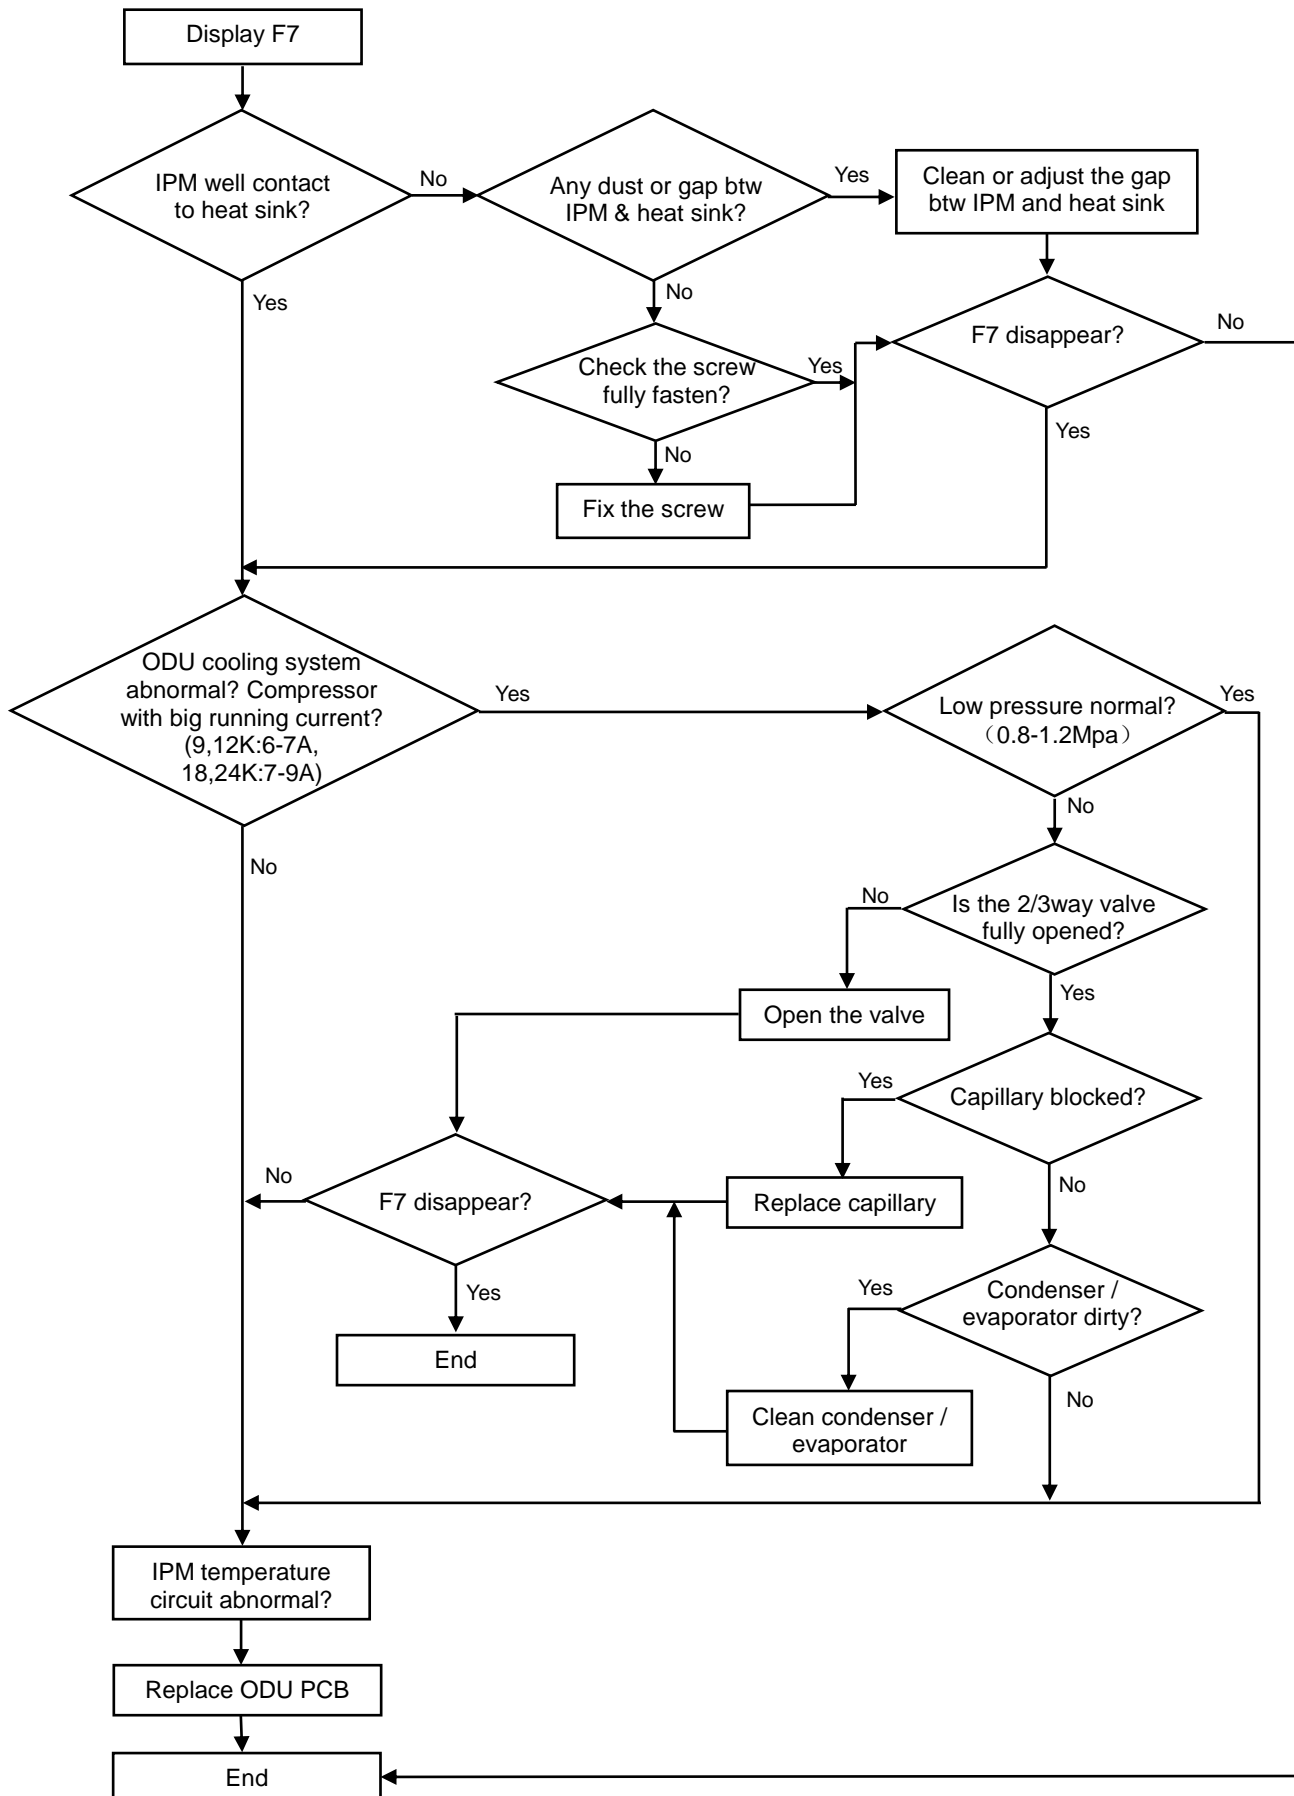 Display F7
IPM well contact
to heat sink?
No
Any dust or gap btw
IPM & heat sink?
Yes
Clean or adjust the gap
btw IPM and heat sink
Yes
No
Check the screw
fully fasten?
Yes
F7 disappear?
No
No
Fix the screw
Yes
ODU cooling system
abnormal? Compressor
with big running current?
(9,12K:6-7A,
18,24K:7-9A)
Yes
Low pressure normal?
（0.8-1.2Mpa）
Yes
No
No
Is the 2/3way valve
fully opened?
No
Open the valve
Yes
Capillary blocked?
Yes
Replace capillary
No
F7 disappear?
No
Yes
End
Condenser /
evaporator dirty?
Yes
Clean condenser /
evaporator
No
IPM temperature
circuit abnormal?
Replace ODU PCB
End